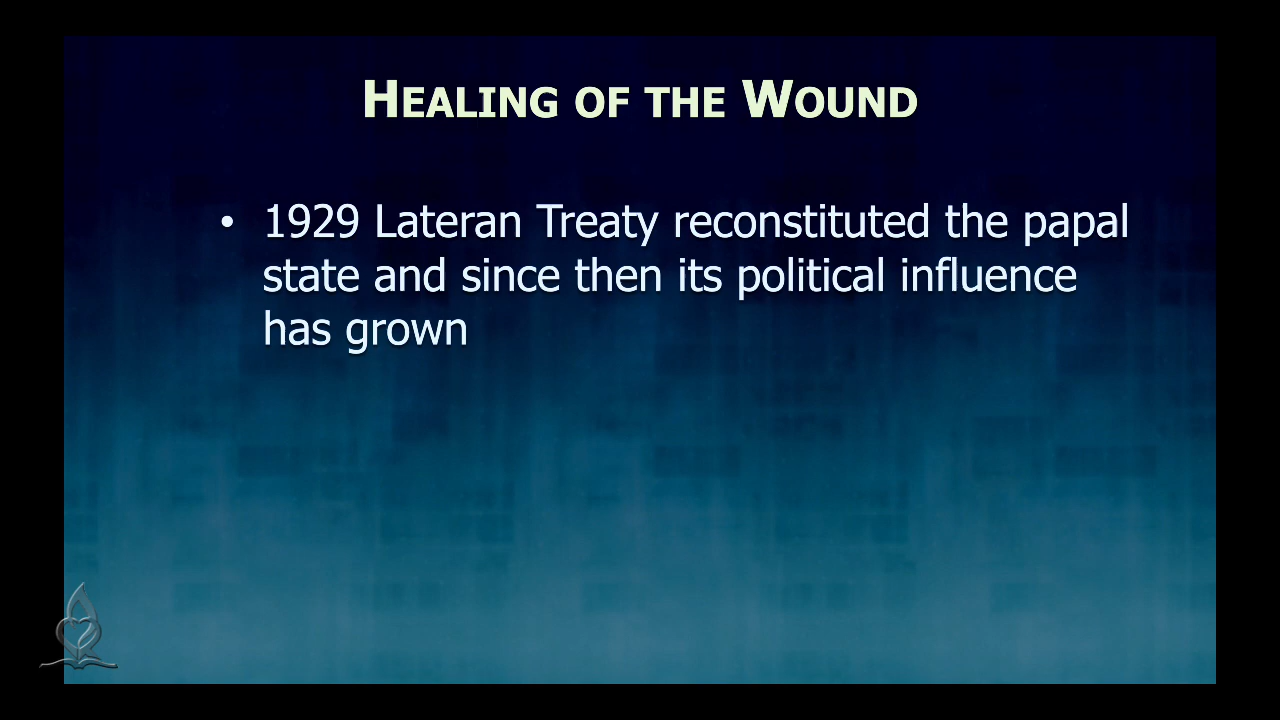 HEALING OF THE WOUND
• 1929 Lateran Treaty reconstituted the papal
state and since then its political influence
has grown